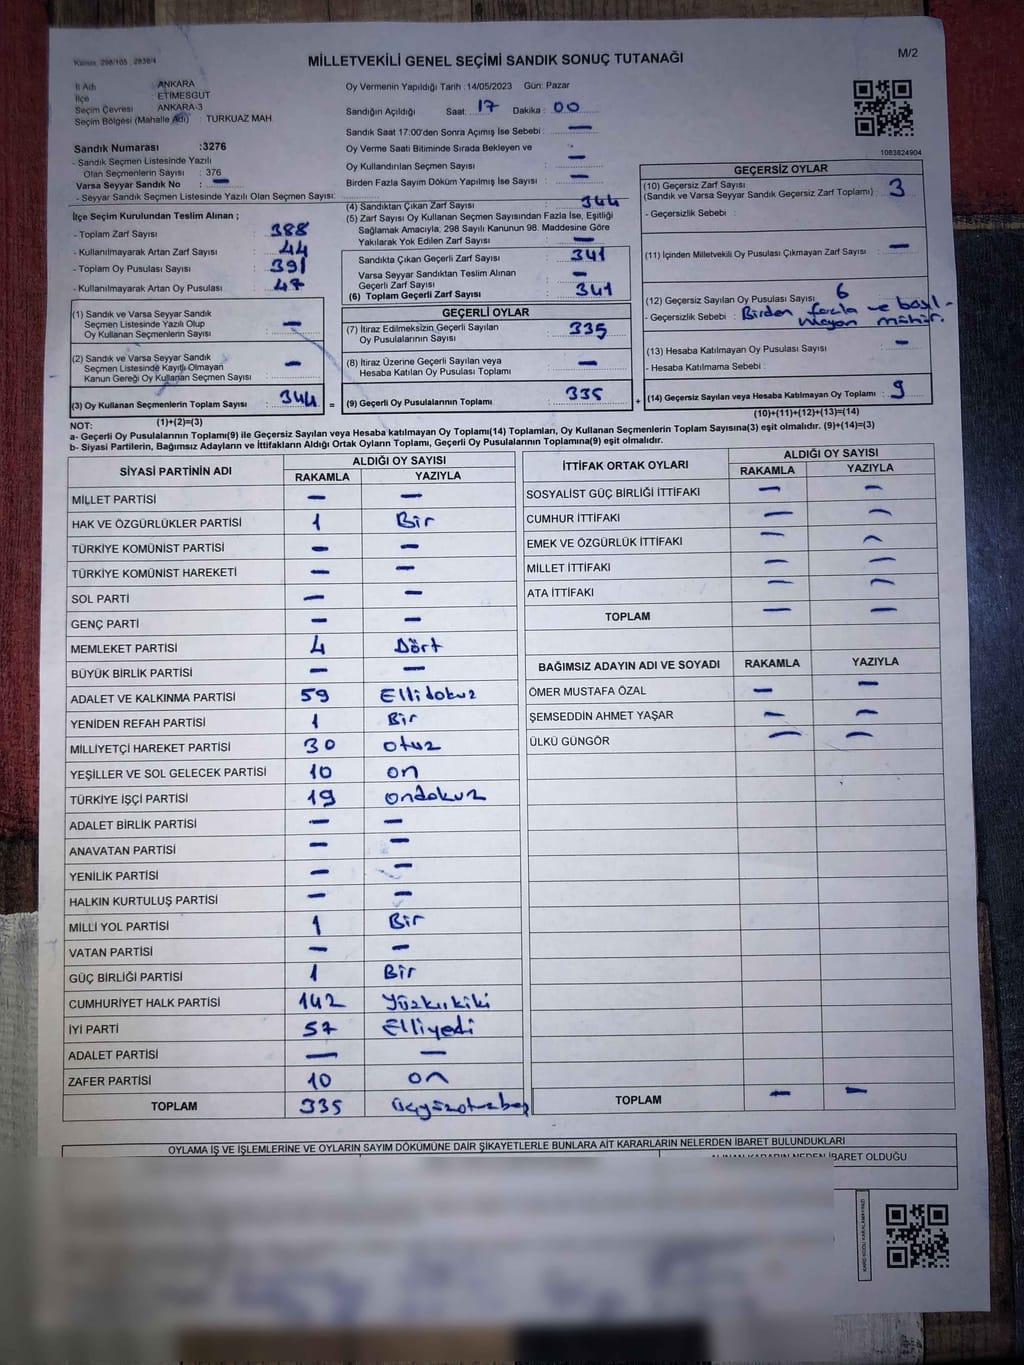 Kanun: 298/105 , 2839/4
MİLLETVEKİLİ GENEL SEÇİMİ SANDIK SONUÇ TUTANAĞI
M/2
İl Adı : ANKARA
İlçe : ETİMESGUT
Seçim Çevresi : ANKARA-3
Seçim Bölgesi (Mahalle Adı) : TURKUAZ MAH.
Sandık Numarası :3276
- Sandık Seçmen Listesinde Yazılı
Olan Seçmenlerin Sayısı : 376
Varsa Seyyar Sandık No : —
- Seyyar Sandık Seçmen Listesinde Yazılı Olan Seçmen Sayısı:
İlçe Seçim Kurulundan Teslim Alınan ;
- Toplam Zarf Sayısı : 388
- Kullanılmayarak Artan Zarf Sayısı : 44
- Toplam Oy Pusulası Sayısı : 391
- Kullanılmayarak Artan Oy Pusulası : 47
(1) Sandık ve Varsa Seyyar Sandık
Seçmen Listesinde Yazılı Olup
Oy Kullanan Seçmenlerin Sayısı : —
(2) Sandık ve Varsa Seyyar Sandık
Seçmen Listesinde Kayıtlı Olmayan
Kanun Gereği Oy Kullanan Seçmen Sayısı : —
(3) Oy Kullanan Seçmenlerin Toplam Sayısı : 344
(1)+(2)=(3)
Oy Vermenin Yapıldığı Tarih :14/05/2023 Gün: Pazar
Sandığın Açıldığı Saat: 17 Dakika : 00
Sandık Saat 17:00'den Sonra Açımış İse Sebebi : —
Oy Verme Saati Bitiminde Sırada Bekleyen ve
Oy Kullandırılan Seçmen Sayısı : —
Birden Fazla Sayım Döküm Yapılmış İse Sayısı : —
(4) Sandıktan Çıkan Zarf Sayısı : 344
(5) Zarf Sayısı Oy Kullanan Seçmen Sayısından Fazla İse, Eşitliği
Sağlamak Amacıyla, 298 Sayılı Kanunun 98. Maddesine Göre
Yakılarak Yok Edilen Zarf Sayısı : —
Sandıkta Çıkan Geçerli Zarf Sayısı : 341
Varsa Seyyar Sandıktan Teslim Alınan
Geçerli Zarf Sayısı : —
(6) Toplam Geçerli Zarf Sayısı : 341
GEÇERLİ OYLAR
(7) İtiraz Edilmeksizin Geçerli Sayılan
Oy Pusulalarının Sayısı : 335
(8) İtiraz Üzerine Geçerli Sayılan veya
Hesaba Katılan Oy Pusulası Toplamı : —
= (9) Geçerli Oy Pusulalarının Toplamı : 335
1083824904
GEÇERSİZ OYLAR
(10) Geçersiz Zarf Sayısı
(Sandık ve Varsa Seyyar Sandık Geçersiz Zarf Toplamı) : 3
- Geçersizlik Sebebi :
(11) İçinden Milletvekili Oy Pusulası Çıkmayan Zarf Sayısı : —
(12) Geçersiz Sayılan Oy Pusulası Sayısı : 6
- Geçersizlik Sebebi : Birden fazla ve basıl-
mayan mühür.
(13) Hesaba Katılmayan Oy Pusulası Sayısı : —
- Hesaba Katılmama Sebebi :
+ (14) Geçersiz Sayılan veya Hesaba Katılmayan Oy Toplamı : 9
(10)+(11)+(12)+(13)=(14)
NOT:
a- Geçerli Oy Pusulalarının Toplamı(9) ile Geçersiz Sayılan veya Hesaba katılmayan Oy Toplamı(14) Toplamları, Oy Kullanan Seçmenlerin Toplam Sayısına(3) eşit olmalıdır. (9)+(14)=(3)
b- Siyasi Partilerin, Bağımsız Adayların ve İttifakların Aldığı Ortak Oyların Toplamı, Geçerli Oy Pusulalarının Toplamına(9) eşit olmalıdır.
SİYASİ PARTİNİN ADI ALDIĞI OY SAYISI
RAKAMLA YAZIYLA
MİLLET PARTİSİ — —
HAK VE ÖZGÜRLÜKLER PARTİSİ 1 Bir
TÜRKİYE KOMÜNİST PARTİSİ — —
TÜRKİYE KOMÜNİST HAREKETİ — —
SOL PARTİ — —
GENÇ PARTİ — —
MEMLEKET PARTİSİ 4 Dört
BÜYÜK BİRLİK PARTİSİ — —
ADALET VE KALKINMA PARTİSİ 59 Ellidokuz
YENİDEN REFAH PARTİSİ 1 Bir
MİLLİYETÇİ HAREKET PARTİSİ 30 otuz
YEŞİLLER VE SOL GELECEK PARTİSİ 10 on
TÜRKİYE İŞÇİ PARTİSİ 19 ondokuz
ADALET BİRLİK PARTİSİ — —
ANAVATAN PARTİSİ — —
YENİLİK PARTİSİ — —
HALKIN KURTULUŞ PARTİSİ — —
MİLLİ YOL PARTİSİ 1 Bir
VATAN PARTİSİ — —
GÜÇ BİRLİĞİ PARTİSİ 1 Bir
CUMHURİYET HALK PARTİSİ 142 Yüzkırkiki
İYİ PARTİ 57 Elliyedi
ADALET PARTİSİ — —
ZAFER PARTİSİ 10 on
TOPLAM 335 Üçyüzotuzbeş
İTTİFAK ORTAK OYLARI ALDIĞI OY SAYISI
RAKAMLA YAZIYLA
SOSYALİST GÜÇ BİRLİĞİ İTTİFAKI — —
CUMHUR İTTİFAKI — —
EMEK VE ÖZGÜRLÜK İTTİFAKI — —
MİLLET İTTİFAKI — —
ATA İTTİFAKI — —
TOPLAM — —
BAĞIMSIZ ADAYIN ADI VE SOYADI RAKAMLA YAZIYLA
ÖMER MUSTAFA ÖZAL — —
ŞEMSEDDİN AHMET YAŞAR — —
ÜLKÜ GÜNGÖR — —
TOPLAM — —
OYLAMA İŞ VE İŞLEMLERİNE VE OYLARIN SAYIM DÖKÜMÜNE DAİR ŞİKAYETLERLE BUNLARA AİT KARARLARIN NELERDEN İBARET BULUNDUKLARI
ALINAN KARARIN NEDEN İBARET OLDUĞU